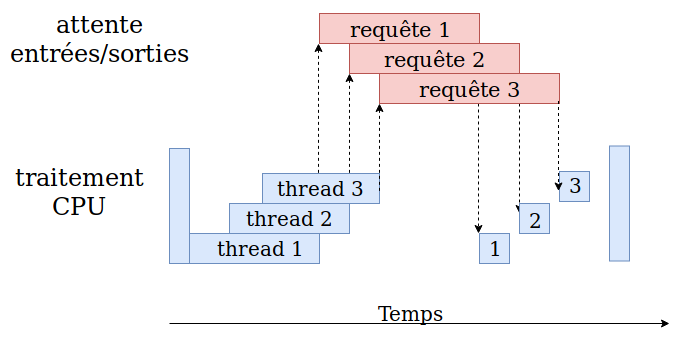 attente
entrées/sorties
requête 1
requête 2
requête 3
traitement
CPU
thread 3
thread 2
thread 1
3
2
1
Temps